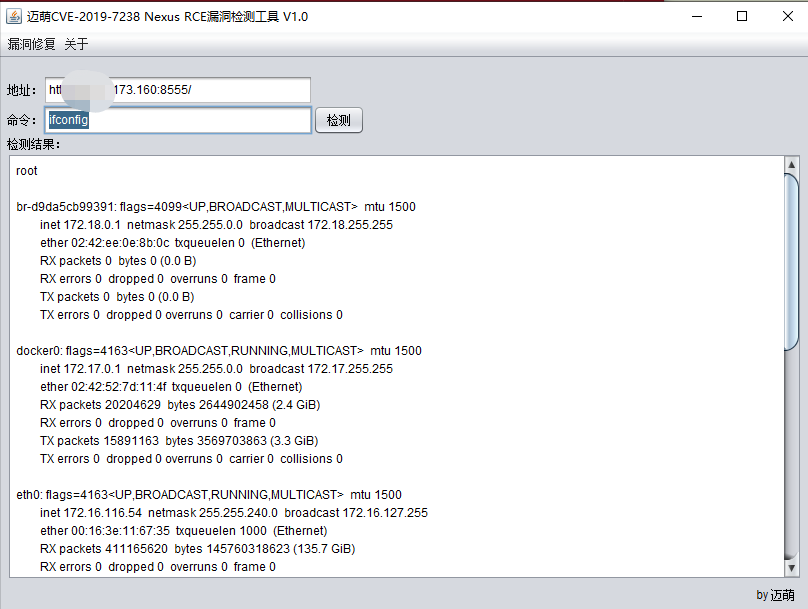 迈萌CVE-2019-7238 Nexus RCE漏洞检测工具 V1.0
漏洞修复 关于
地址： 173.160:8555/
命令： ifconfig 检测
检测结果：
root
br-d9da5cb99391: flags=4099<UP,BROADCAST,MULTICAST> mtu 1500
inet 172.18.0.1 netmask 255.255.0.0 broadcast 172.18.255.255
ether 02:42:ee:0e:8b:0c txqueuelen 0 (Ethernet)
RX packets 0 bytes 0 (0.0 B)
RX errors 0 dropped 0 overruns 0 frame 0
TX packets 0 bytes 0 (0.0 B)
TX errors 0 dropped 0 overruns 0 carrier 0 collisions 0
docker0: flags=4163<UP,BROADCAST,RUNNING,MULTICAST> mtu 1500
inet 172.17.0.1 netmask 255.255.0.0 broadcast 172.17.255.255
ether 02:42:52:7d:11:4f txqueuelen 0 (Ethernet)
RX packets 20204629 bytes 2644902458 (2.4 GiB)
RX errors 0 dropped 0 overruns 0 frame 0
TX packets 15891163 bytes 3569703863 (3.3 GiB)
TX errors 0 dropped 0 overruns 0 carrier 0 collisions 0
eth0: flags=4163<UP,BROADCAST,RUNNING,MULTICAST> mtu 1500
inet 172.16.116.54 netmask 255.255.240.0 broadcast 172.16.127.255
ether 00:16:3e:11:67:35 txqueuelen 1000 (Ethernet)
RX packets 411165620 bytes 145760318623 (135.7 GiB)
RX errors 0 dropped 0 overruns 0 frame 0
by 迈萌